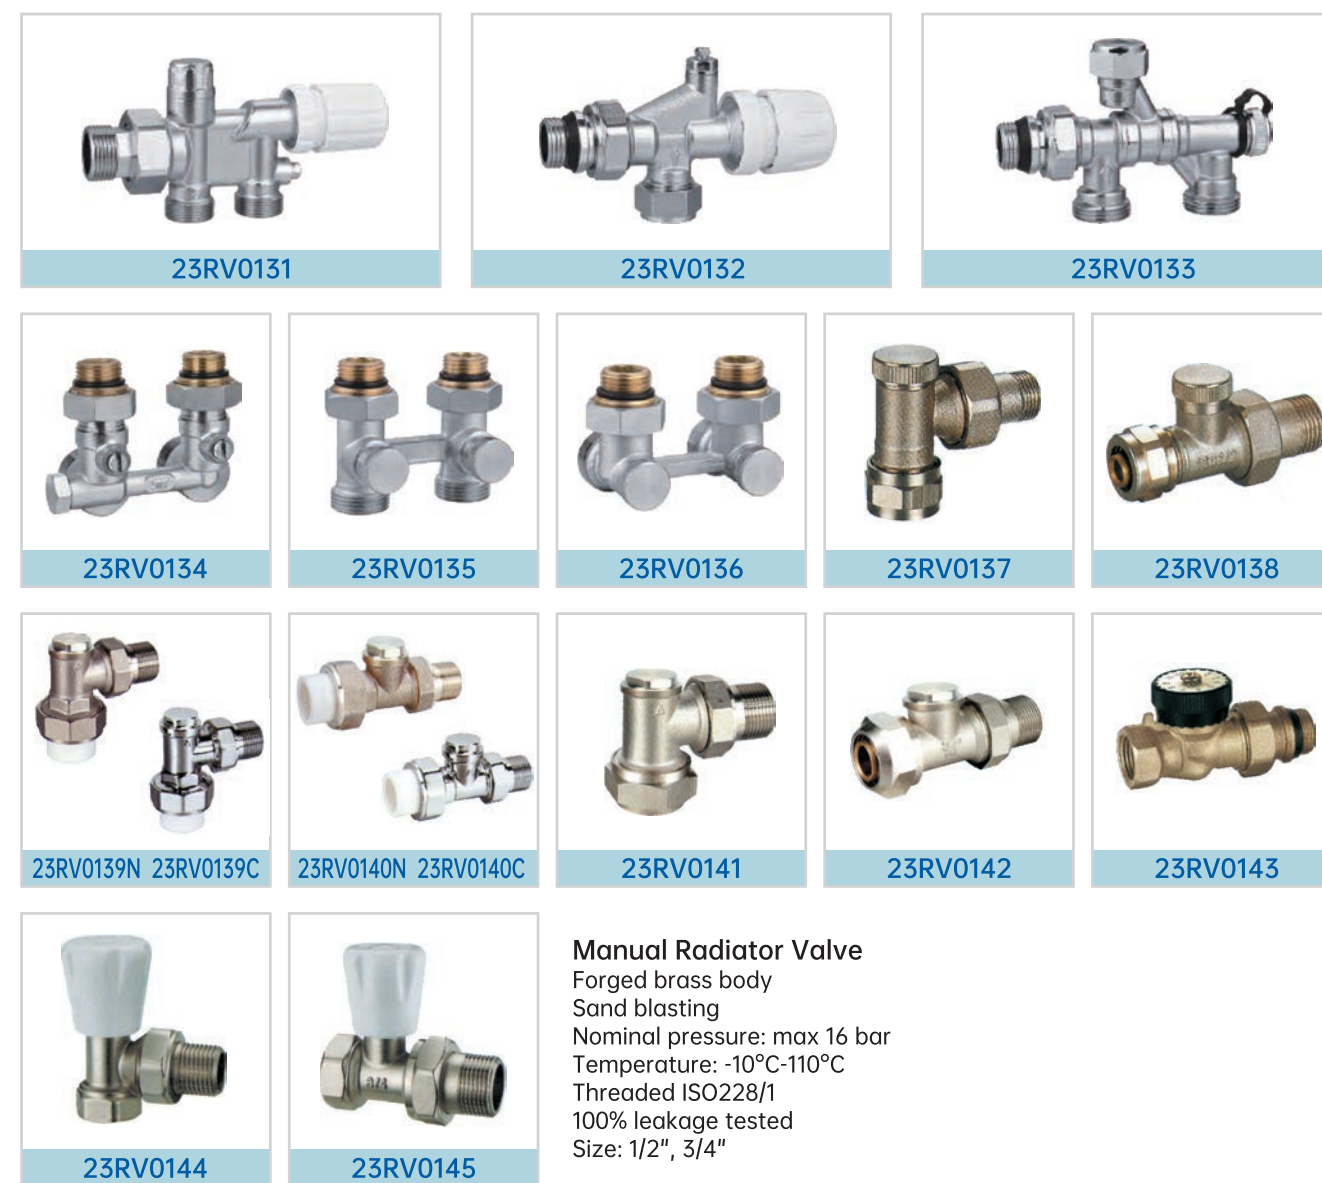 23RV0131
23RV0132
23RV0133
23RV0134
23RV0135
23RV0136
23RV0137
23RV0138
23RV0139N 23RV0139C
23RV0140N 23RV0140C
23RV0141
23RV0142
23RV0143
23RV0144
23RV0145
Manual Radiator Valve
Forged brass body
Sand blasting
Nominal pressure: max 16 bar
Temperature: -10°C-110°C
Threaded ISO228/1
100% leakage tested
Size: 1/2", 3/4"